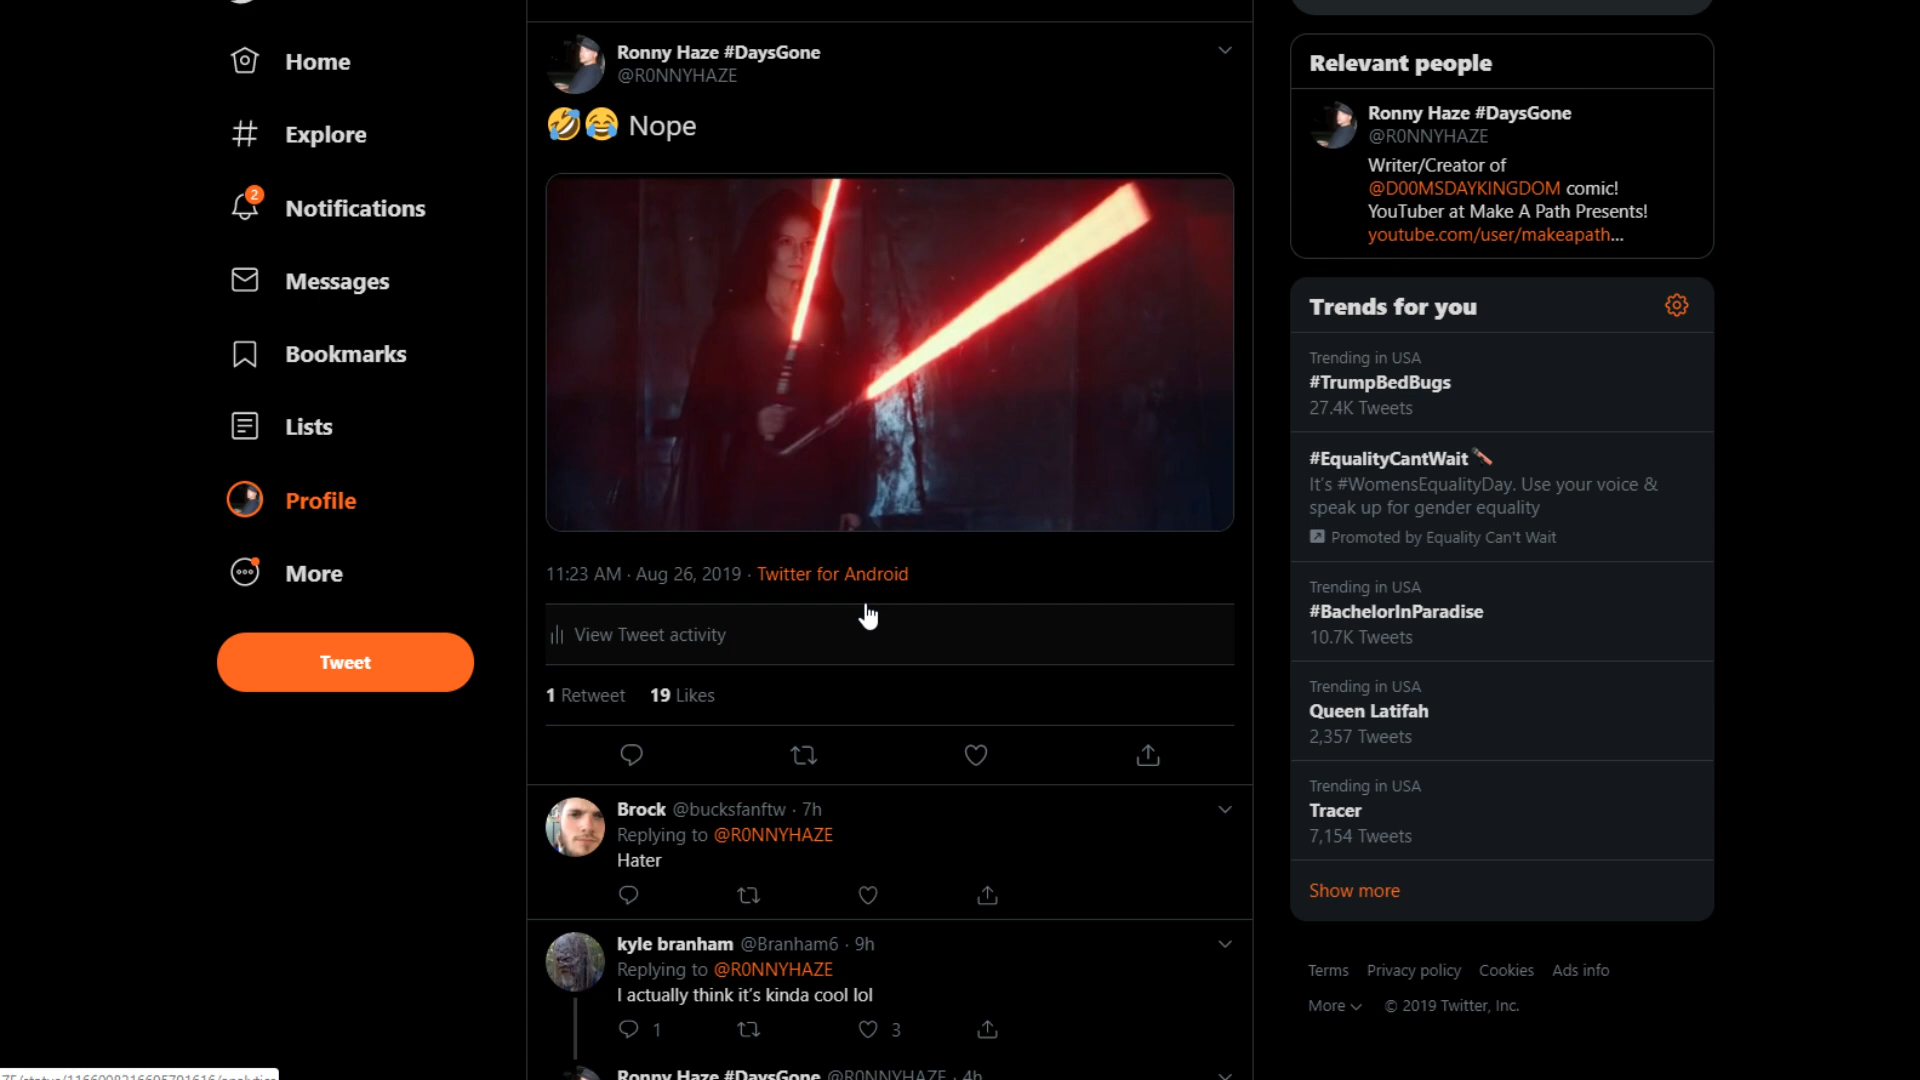 Home
Explore
2
Notifications
Messages
Bookmarks
Lists
Profile
More
Tweet
Ronny Haze #DaysGone
@R0NNYHAZE
🤣😂 Nope
11:23 AM · Aug 26, 2019 · Twitter for Android
View Tweet activity
1 Retweet 19 Likes
Brock @bucksfanftw · 7h
Replying to @R0NNYHAZE
Hater
kyle branham @Branham6 · 9h
Replying to @R0NNYHAZE
I actually think it's kinda cool lol
1 3
Ronny Haze #DaysGone @R0NNYHAZE · 4h
Relevant people
Ronny Haze #DaysGone
@R0NNYHAZE
Writer/Creator of
@D00MSDAYKINGDOM comic!
YouTuber at Make A Path Presents!
youtube.com/user/makeapath…
Trends for you
Trending in USA
#TrumpBedBugs
27.4K Tweets
#EqualityCantWait
It's #WomensEqualityDay. Use your voice &
speak up for gender equality
Promoted by Equality Can't Wait
Trending in USA
#BachelorInParadise
10.7K Tweets
Trending in USA
Queen Latifah
2,357 Tweets
Trending in USA
Tracer
7,154 Tweets
Show more
Terms Privacy policy Cookies Ads info
More © 2019 Twitter, Inc.